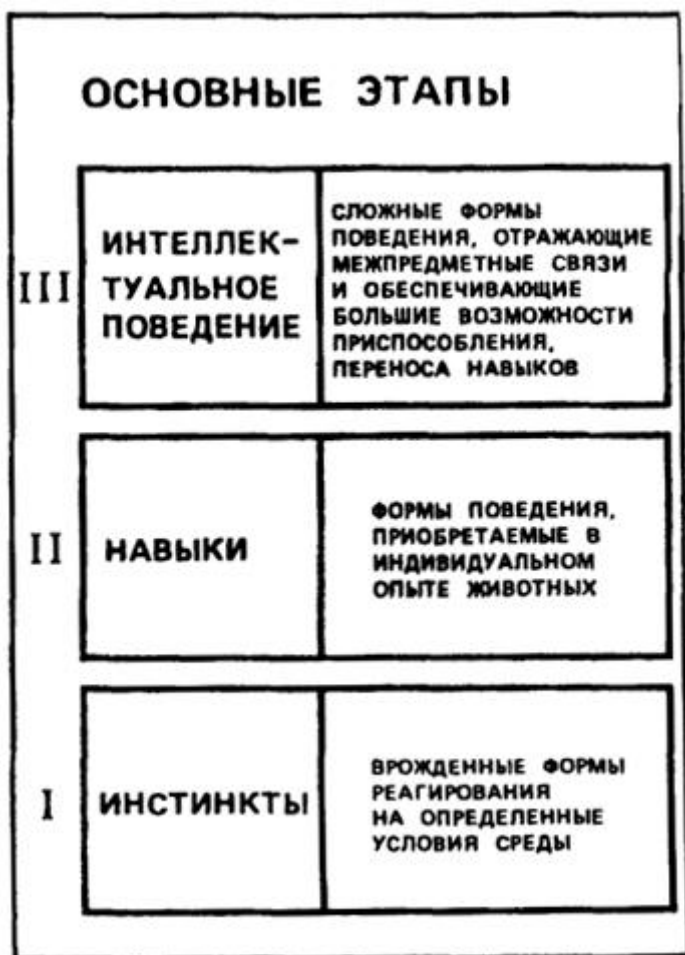 ОСНОВНЫЕ ЭТАПЫ
III
ИНТЕЛЛЕК-
ТУАЛЬНОЕ
ПОВЕДЕНИЕ
СЛОЖНЫЕ ФОРМЫ
ПОВЕДЕНИЯ, ОТРАЖАЮЩИЕ
МЕЖПРЕДМЕТНЫЕ СВЯЗИ
И ОБЕСПЕЧИВАЮЩИЕ
БОЛЬШИЕ ВОЗМОЖНОСТИ
ПРИСПОСОБЛЕНИЯ,
ПЕРЕНОСА НАВЫКОВ
II
НАВЫКИ
ФОРМЫ ПОВЕДЕНИЯ,
ПРИОБРЕТАЕМЫЕ В
ИНДИВИДУАЛЬНОМ
ОПЫТЕ ЖИВОТНЫХ
I
ИНСТИНКТЫ
ВРОЖДЕННЫЕ ФОРМЫ
РЕАГИРОВАНИЯ
НА ОПРЕДЕЛЕННЫЕ
УСЛОВИЯ СРЕДЫ